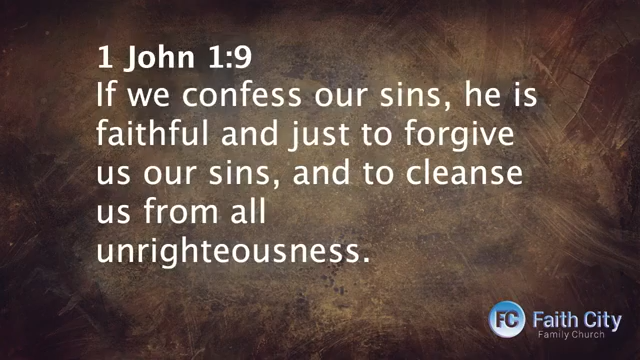 1 John 1:9
If we confess our sins, he is
faithful and just to forgive
us our sins, and to cleanse
us from all
unrighteousness.
FC Faith City
Family Church